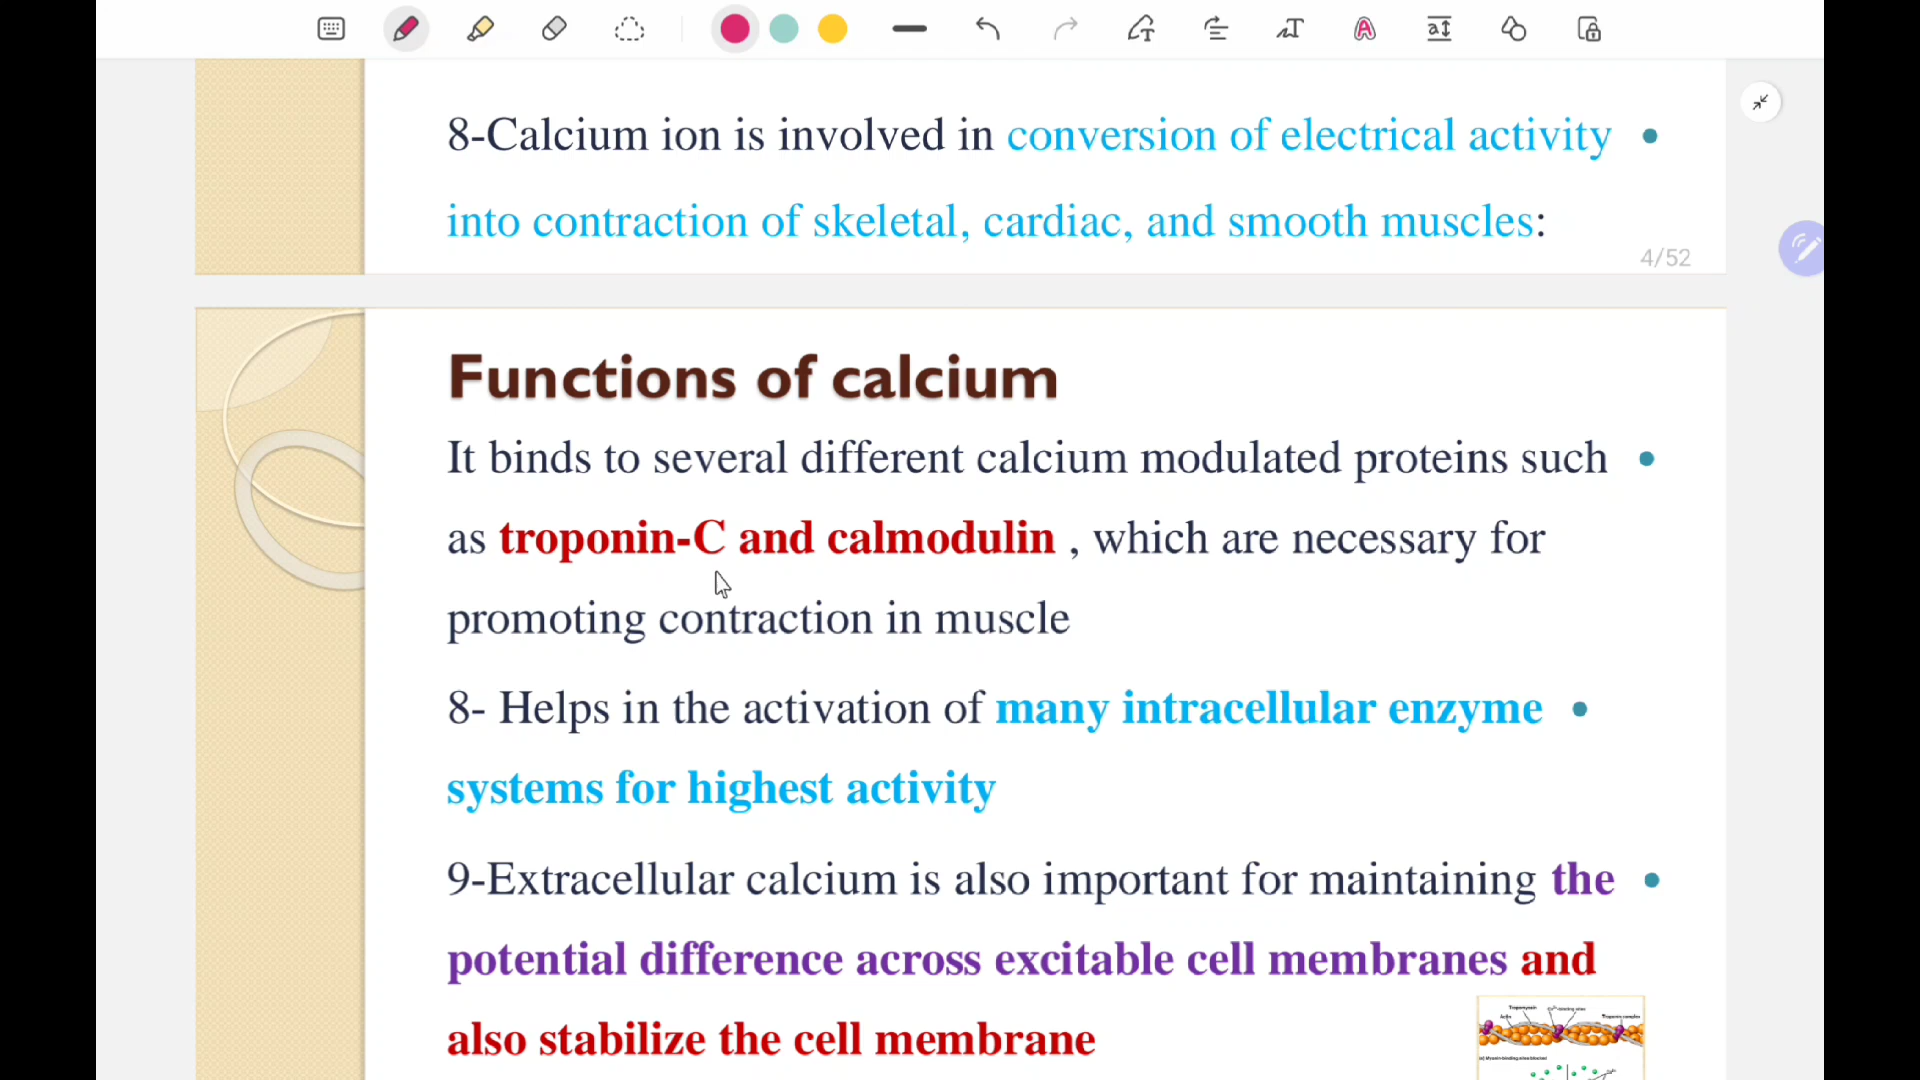 8-Calcium ion is involved in conversion of electrical activity •
into contraction of skeletal, cardiac, and smooth muscles:
4/52
Functions of calcium
It binds to several different calcium modulated proteins such •
as troponin-C and calmodulin , which are necessary for
promoting contraction in muscle
8- Helps in the activation of many intracellular enzyme •
systems for highest activity
9-Extracellular calcium is also important for maintaining the •
potential difference across excitable cell membranes and
also stabilize the cell membrane
Tropomyosin
Actin
Troponin complex